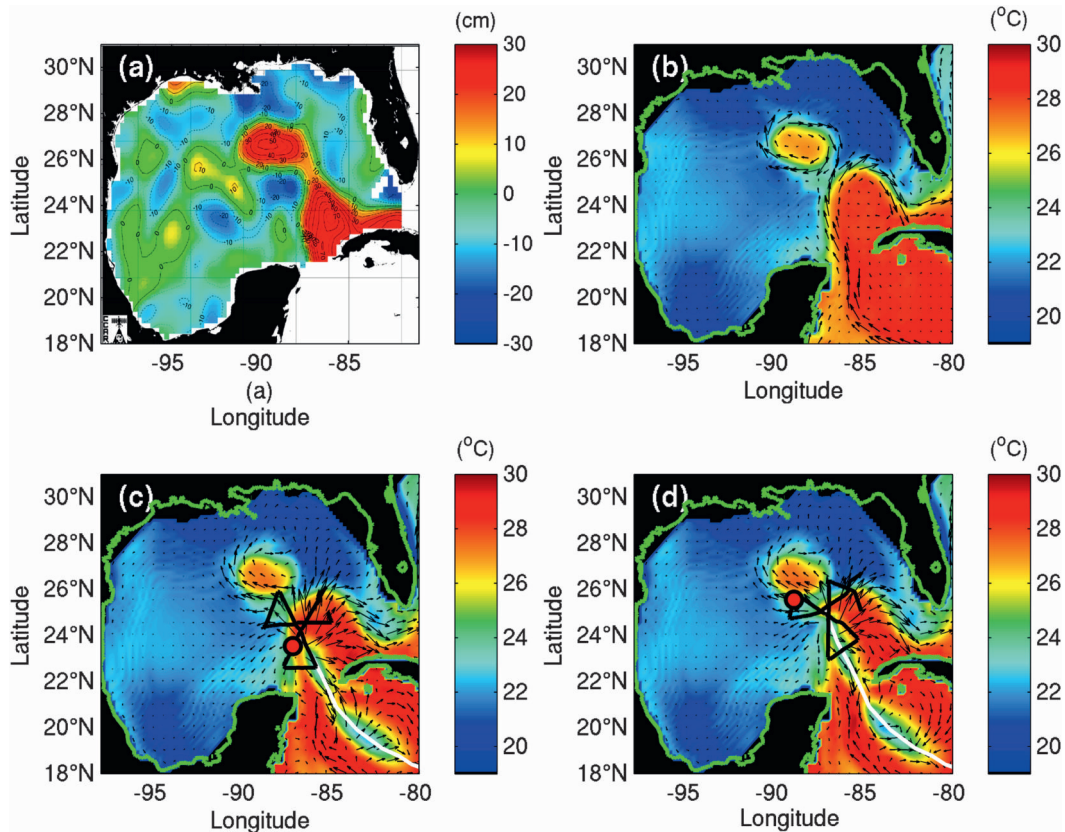 (cm)
(°C)
(a)
(b)
30°N
28°N
26°N
24°N
22°N
20°N
18°N
Latitude
30
20
10
0
-10
-20
-30
-95
-90
-85
(a)
Longitude
30°N
28°N
26°N
24°N
22°N
20°N
18°N
Latitude
30
28
26
24
22
20
-95
-90
-85
-80
Longitude
(°C)
(°C)
(c)
(d)
30°N
28°N
26°N
24°N
22°N
20°N
18°N
Latitude
30
28
26
24
22
20
-95
-90
-85
-80
Longitude
30°N
28°N
26°N
24°N
22°N
20°N
18°N
Latitude
30
28
26
24
22
20
-95
-90
-85
-80
Longitude